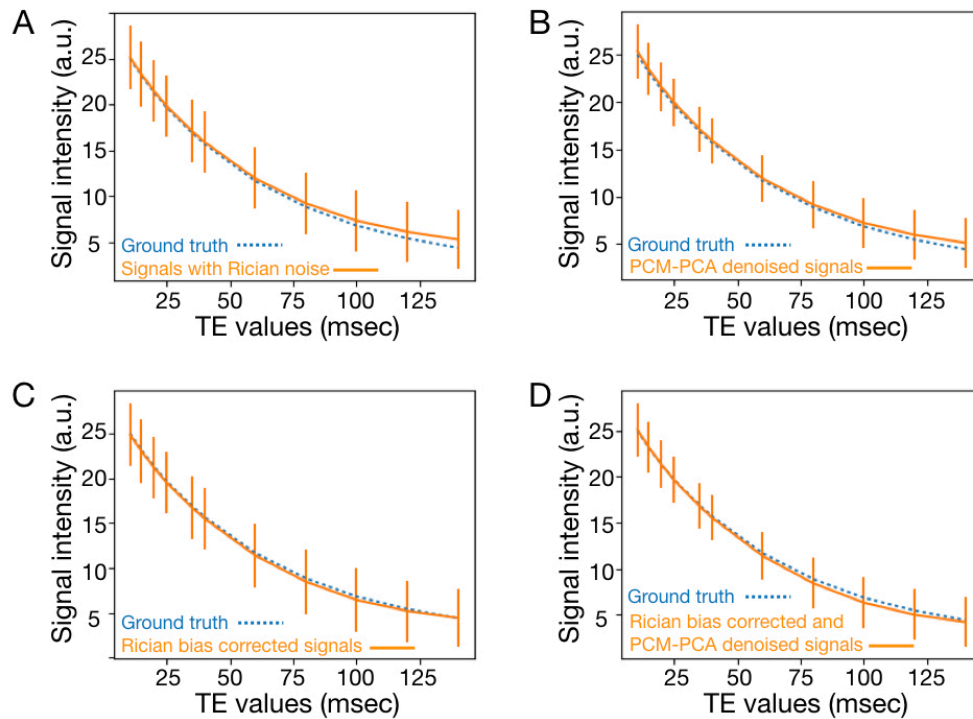 A
Signal intensity (a.u.)
25
20
15
10
5
Ground truth
Signals with Rician noise
25
50
75
100
125
TE values (msec)
B
Signal intensity (a.u.)
25
20
15
10
5
Ground truth
PCM-PCA denoised signals
25
50
75
100
125
TE values (msec)
C
Signal intensity (a.u.)
25
20
15
10
5
Ground truth
Rician bias corrected signals
25
50
75
100
125
TE values (msec)
D
Signal intensity (a.u.)
25
20
15
10
5
Ground truth
Rician bias corrected and
PCM-PCA denoised signals
25
50
75
100
125
TE values (msec)